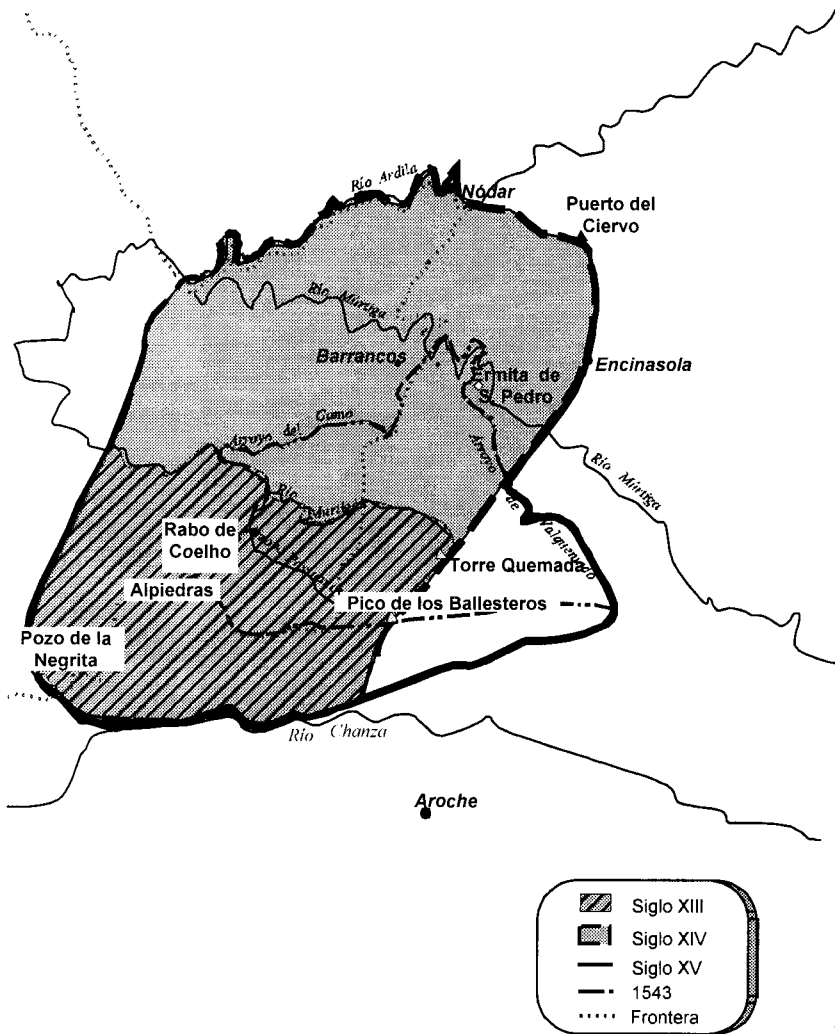 Río Ardila
Nódar
Puerto del
Ciervo
Río Múrtiga
Barrancos
Ermita de
S. Pedro
Encinasola
Arroyo del Gamo
Arroyo de Valquemado
Río Múrtiga
Río
Rabo de
Coelho
Torre Quemada
Alpiedras
Pico de los Ballesteros
Pozo de la
Negrita
Río Chanza
Aroche
Siglo XIII
Siglo XIV
Siglo XV
1543
Frontera